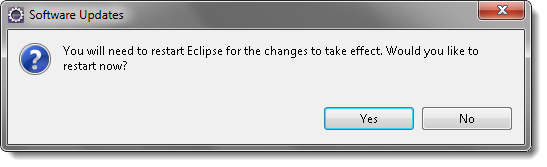 Software Updates
You will need to restart Eclipse for the changes to take effect. Would you like to
restart now?
Yes
No